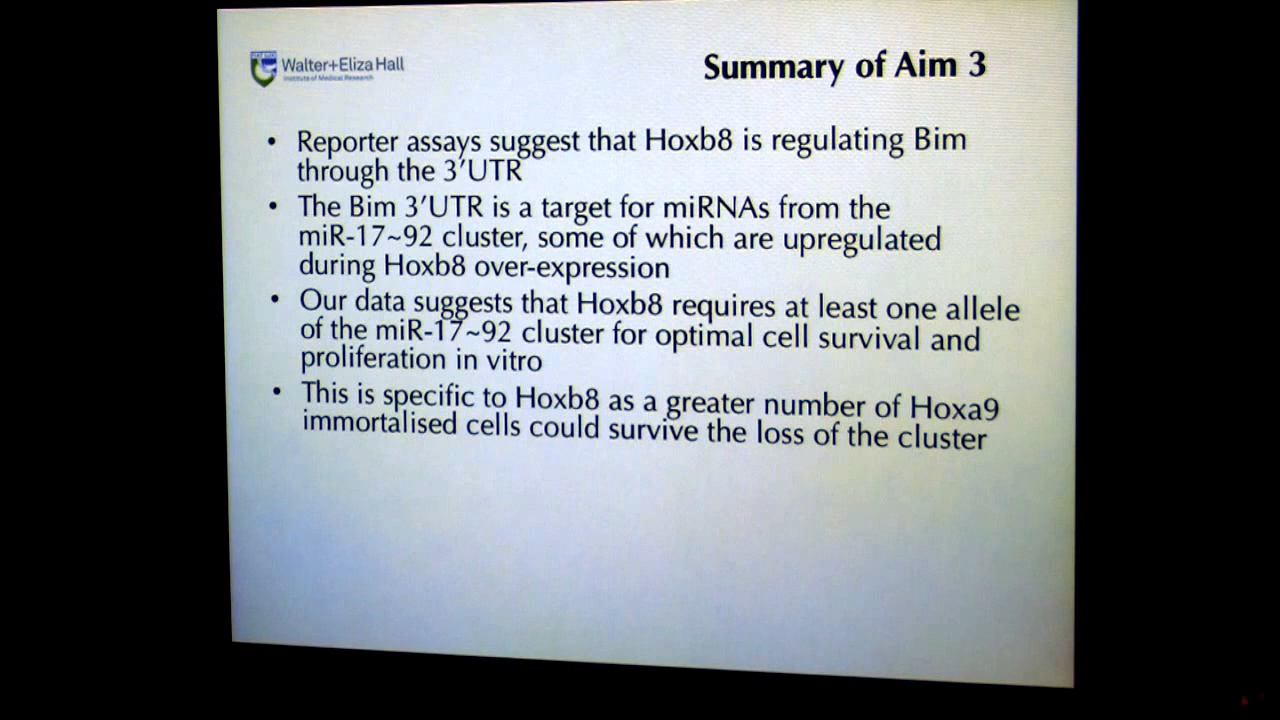 Walter+Eliza Hall
Institute of Medical Research
Summary of Aim 3
• Reporter assays suggest that Hoxb8 is regulating Bim
through the 3’UTR
• The Bim 3’UTR is a target for miRNAs from the
miR-17~92 cluster, some of which are upregulated
during Hoxb8 over-expression
• Our data suggests that Hoxb8 requires at least one allele
of the miR-17~92 cluster for optimal cell survival and
proliferation in vitro
• This is specific to Hoxb8 as a greater number of Hoxa9
immortalised cells could survive the loss of the cluster